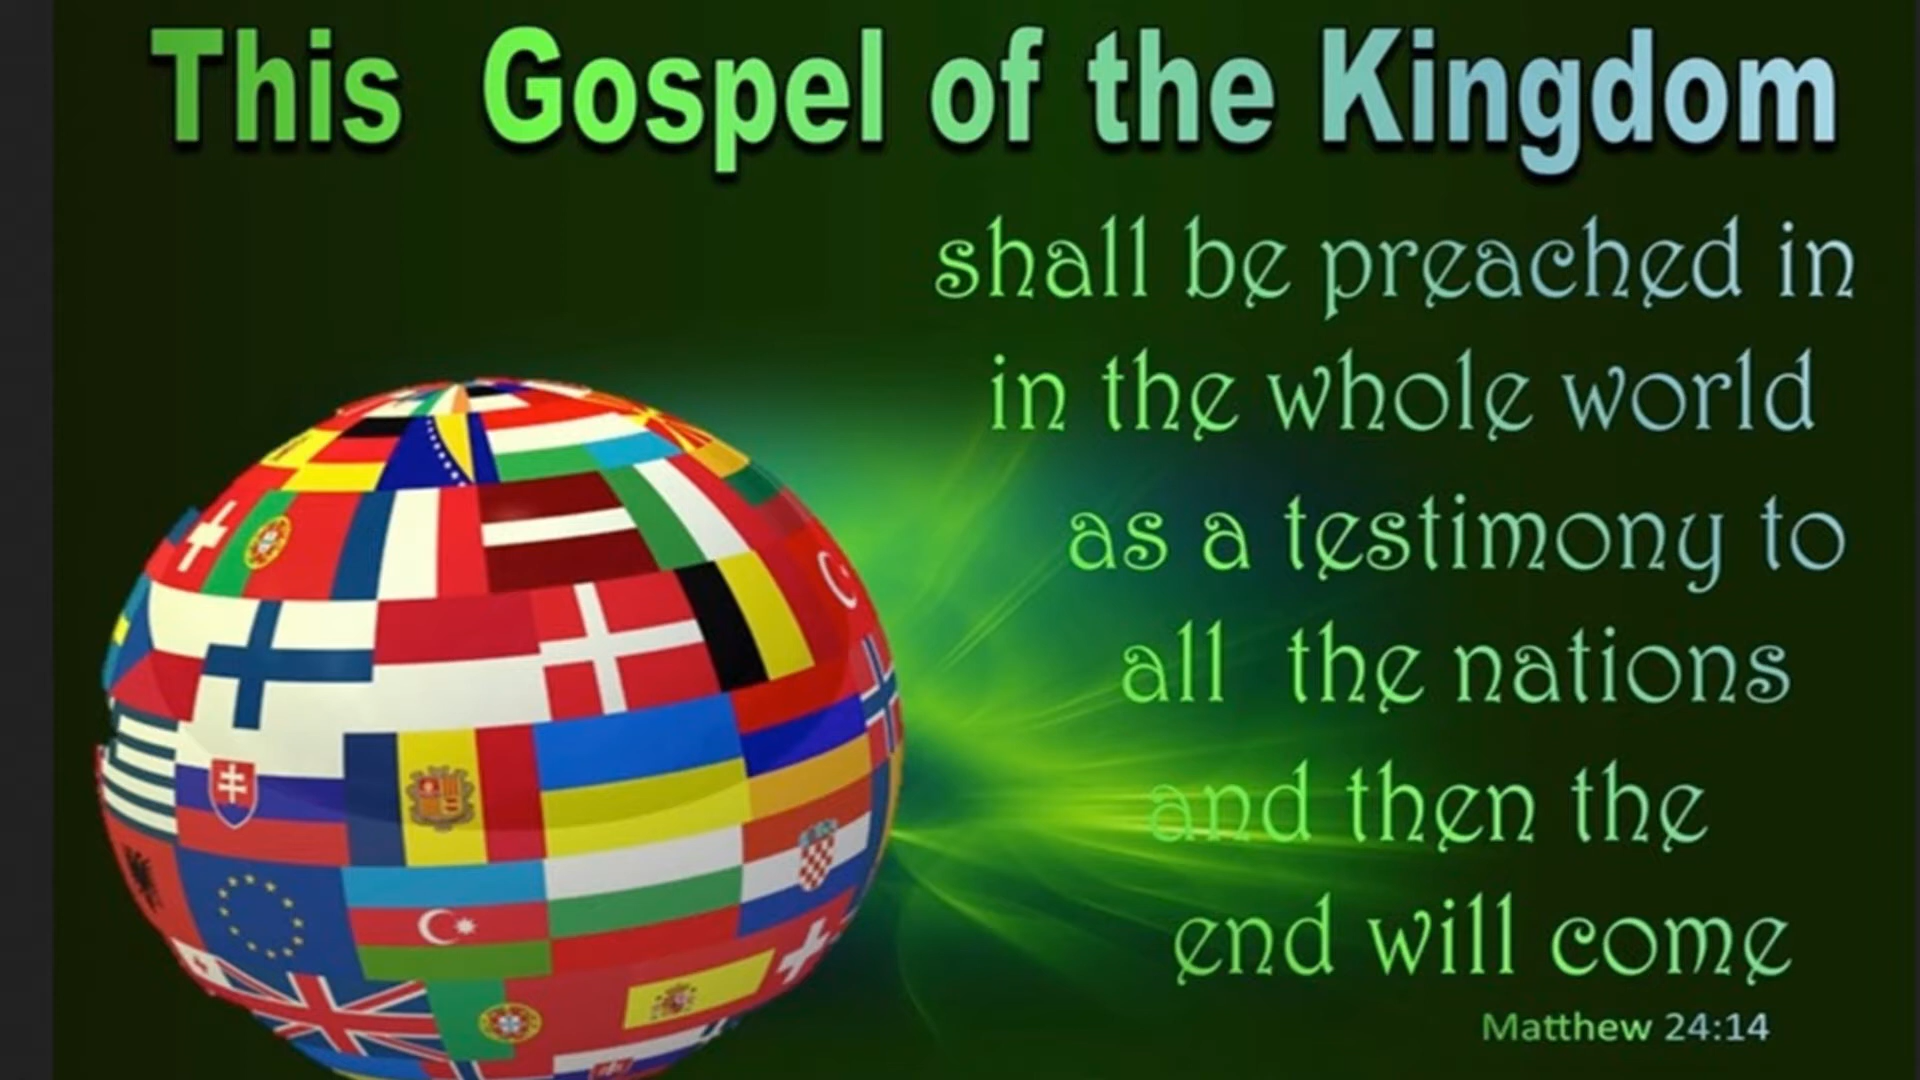 This Gospel of the Kingdom
shall be preached in
in the whole world
as a testimony to
all the nations
and then the
end will come
Matthew 24:14